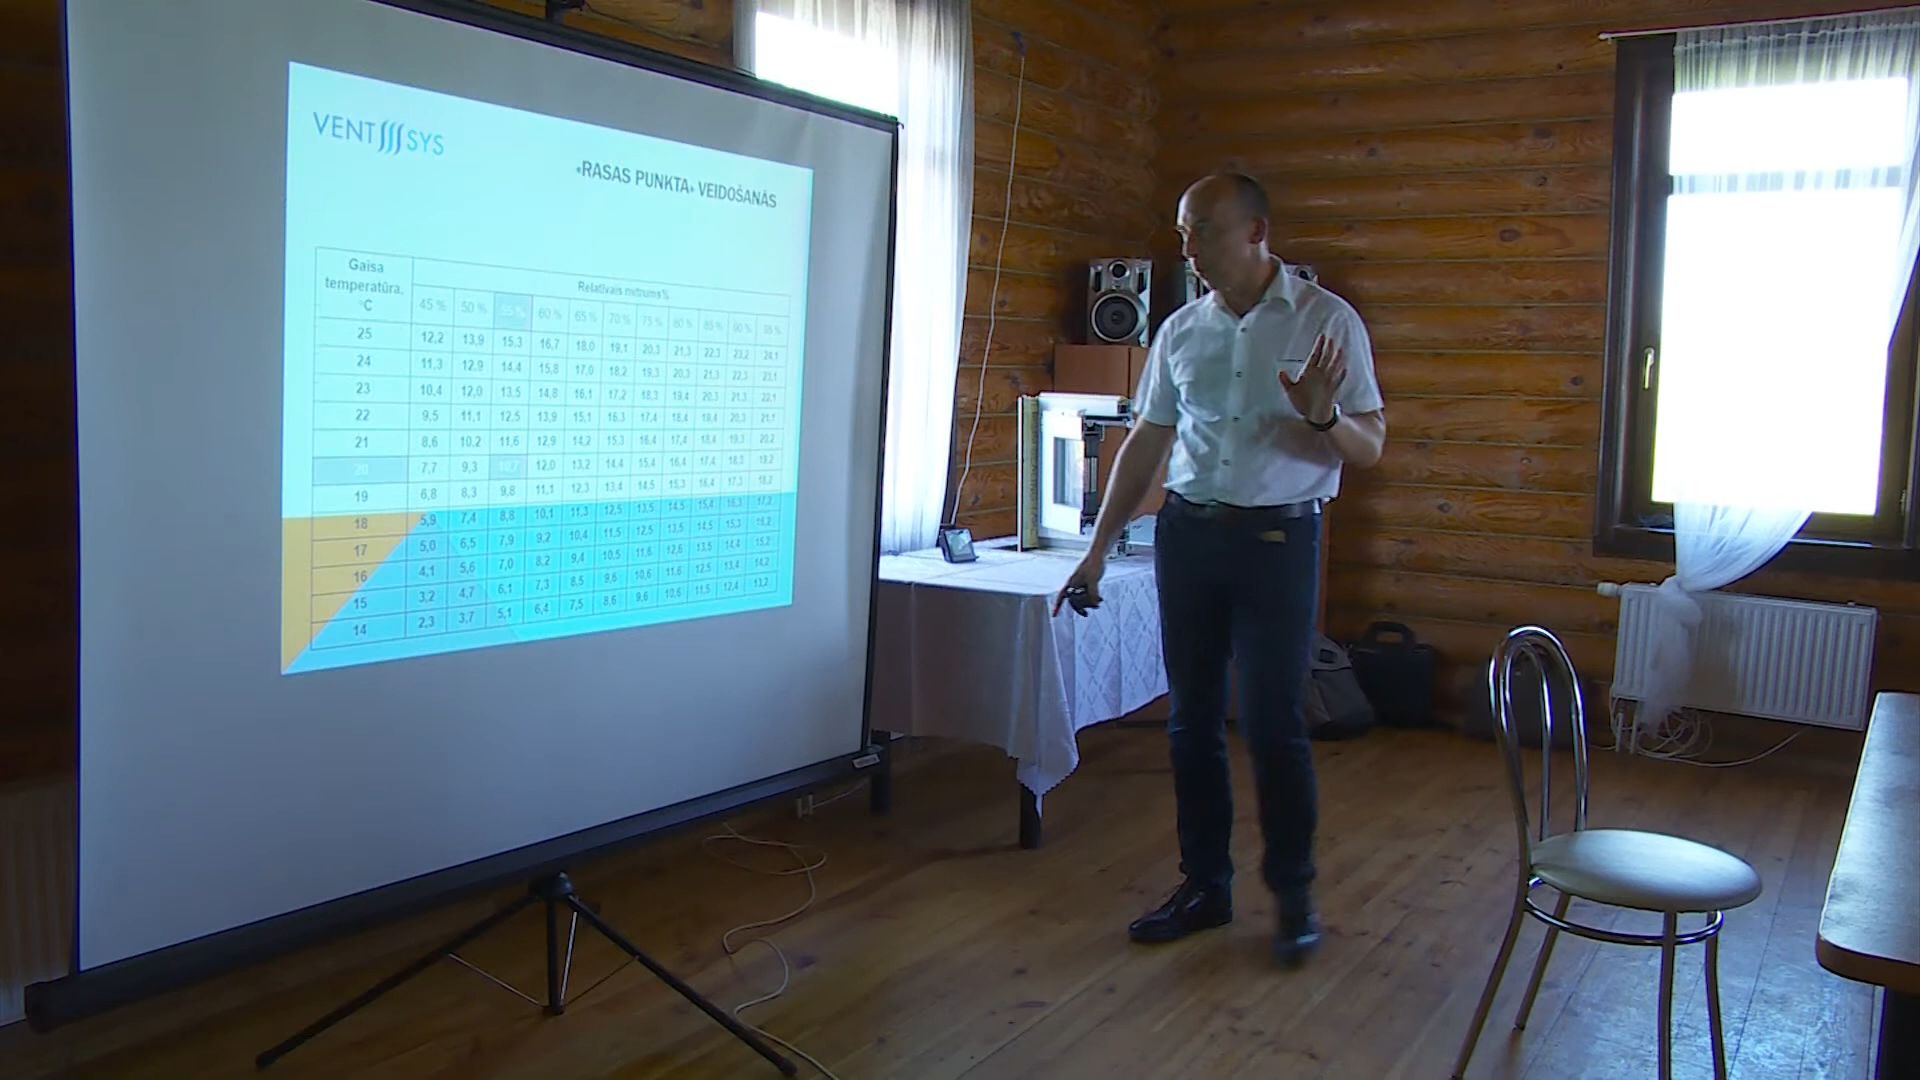 VENT SYS
«RASAS PUNKTA» VEIDOŠANĀS
Gaisa temperatūra, °C
Relatīvais mitrums%
45 % 50 % 55 % 60 % 65 % 70 % 75 % 80 % 85 % 90 % 95 %
25 12,2 13,9 15,3 16,7 18,0 19,1 20,3 21,3 22,3 23,2 24,1
24 11,3 12,9 14,4 15,8 17,0 18,2 19,3 20,3 21,3 22,3 23,1
23 10,4 12,0 13,5 14,8 16,1 17,2 18,3 19,4 20,3 21,3 22,1
22 9,5 11,1 12,5 13,9 15,1 16,3 17,4 18,4 19,4 20,3 21,1
21 8,6 10,2 11,6 12,9 14,2 15,3 16,4 17,4 18,4 19,3 20,2
20 7,7 9,3 10,7 12,0 13,2 14,4 15,4 16,4 17,4 18,3 19,2
19 6,8 8,3 9,8 11,1 12,3 13,4 14,5 15,3 16,4 17,3 18,2
18 5,9 7,4 8,8 10,1 11,3 12,5 13,5 14,5 15,4 16,3 17,2
17 5,0 6,5 7,9 9,2 10,4 11,5 12,5 13,5 14,5 15,3 16,2
16 4,1 5,6 7,0 8,2 9,4 10,5 11,6 12,6 13,5 14,4 15,2
15 3,2 4,7 6,1 7,3 8,5 9,6 10,6 11,6 12,5 13,4 14,2
14 2,3 3,7 5,1 6,4 7,5 8,6 9,6 10,6 11,5 12,4 13,2